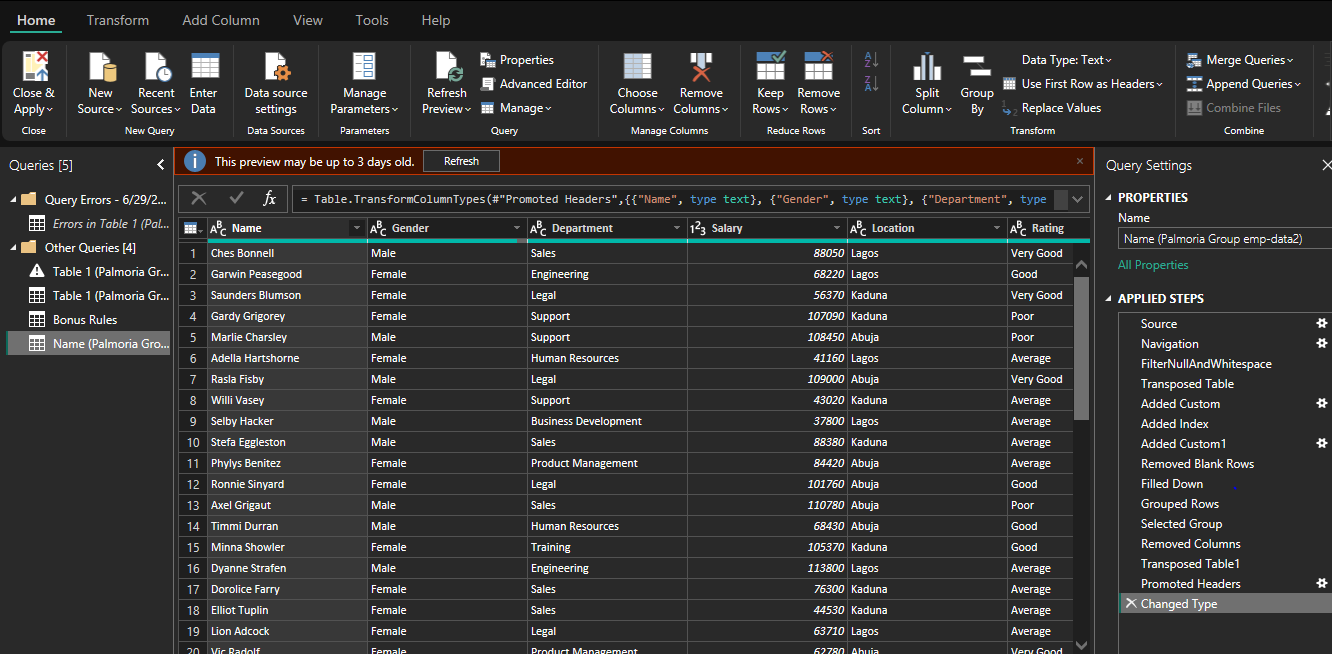 Home Transform Add Column View Tools Help
Close & Apply
Close
New Source
Recent Sources
Enter Data
New Query
Data source settings
Data Sources
Manage Parameters
Parameters
Refresh Preview
Properties
Advanced Editor
Manage
Query
Choose Columns
Remove Columns
Manage Columns
Keep Rows
Remove Rows
Reduce Rows
A
Z
Z
A
Sort
Split Column
Group By
Data Type: Text
Use First Row as Headers
1
2
Replace Values
Transform
Merge Queries
Append Queries
Combine Files
Combine
Queries [5]
Query Errors - 6/29/2...
Errors in Table 1 (Pal...
Other Queries [4]
Table 1 (Palmoria Gr...
Table 1 (Palmoria Gr...
Bonus Rules
Name (Palmoria Gro...
i This preview may be up to 3 days old. Refresh ×
fx = Table.TransformColumnTypes(#"Promoted Headers",{{"Name", type text}, {"Gender", type text}, {"Department", type
ABC Name ABC Gender ABC Department 123 Salary ABC Location ABC Rating
1 Ches Bonnell Male Sales 88050 Lagos Very Good
2 Garwin Peasegood Female Engineering 68220 Lagos Good
3 Saunders Blumson Female Legal 56370 Kaduna Very Good
4 Gardy Grigorey Female Support 107090 Kaduna Poor
5 Marlie Charsley Male Support 108450 Abuja Poor
6 Adella Hartshorne Female Human Resources 41160 Lagos Average
7 Rasla Fisby Male Legal 109000 Abuja Very Good
8 Willi Vasey Female Support 43020 Kaduna Average
9 Selby Hacker Male Business Development 37800 Lagos Average
10 Stefa Eggleston Male Sales 88380 Kaduna Average
11 Phylys Benitez Female Product Management 84420 Abuja Average
12 Ronnie Sinyard Female Legal 101760 Abuja Good
13 Axel Grigaut Male Sales 110780 Abuja Poor
14 Timmi Durran Male Human Resources 68430 Abuja Good
15 Minna Showler Female Training 105370 Kaduna Good
16 Dyanne Strafen Male Engineering 113800 Lagos Average
17 Dorolice Farry Female Sales 76300 Kaduna Average
18 Elliot Tuplin Female Sales 44530 Kaduna Average
19 Lion Adcock Female Legal 63710 Lagos Average
20 Vic Radolf Female Product Management 62780 Abuja Very Good
Query Settings
PROPERTIES
Name
Name (Palmoria Group emp-data2)
All Properties
APPLIED STEPS
Source
Navigation
FilterNullAndWhitespace
Transposed Table
Added Custom
Added Index
Added Custom1
Removed Blank Rows
Filled Down
Grouped Rows
Selected Group
Removed Columns
Transposed Table1
Promoted Headers
Changed Type